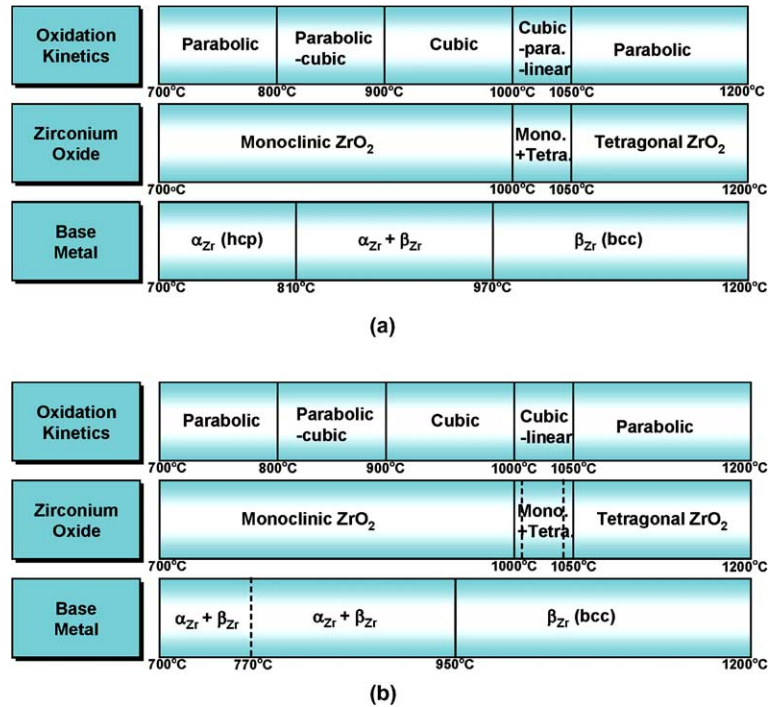 Oxidation
Kinetics
Parabolic
Parabolic
-cubic
Cubic
Cubic
-para.
-linear
Parabolic
700°C
800°C
900°C
1000°C
1050°C
1200°C
Zirconium
Oxide
Monoclinic ZrO₂
Mono.
+Tetra.
Tetragonal ZrO₂
700°C
1000°C
1050°C
1200°C
Base
Metal
αZr (hcp)
αZr + βZr
βZr (bcc)
700°C
810°C
970°C
1200°C
(a)
Oxidation
Kinetics
Parabolic
Parabolic
-cubic
Cubic
Cubic
-linear
Parabolic
700°C
800°C
900°C
1000°C
1050°C
1200°C
Zirconium
Oxide
Monoclinic ZrO₂
Mono.
+Tetra.
Tetragonal ZrO₂
700°C
1000°C
1050°C
1200°C
Base
Metal
αZr + βZr
αZr + βZr
βZr (bcc)
700°C
770°C
950°C
1200°C
(b)